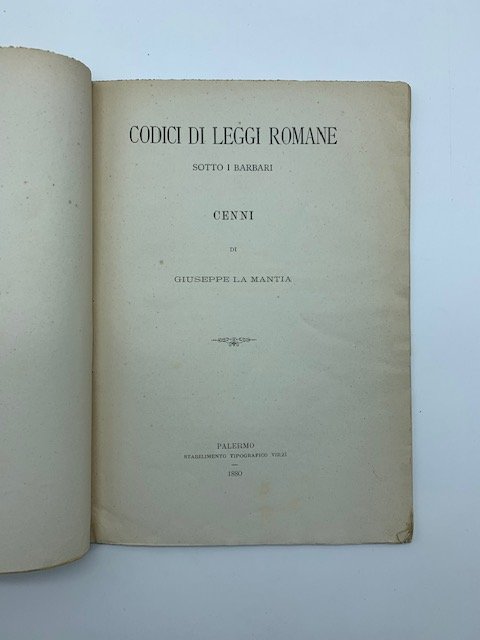 CODICI DI LEGGI ROMANE
SOTTO I BARBARI
CENNI
DI
GIUSEPPE LA MANTIA
PALERMO
STABILIMENTO TIPOGRAFICO VIRZÌ
1880